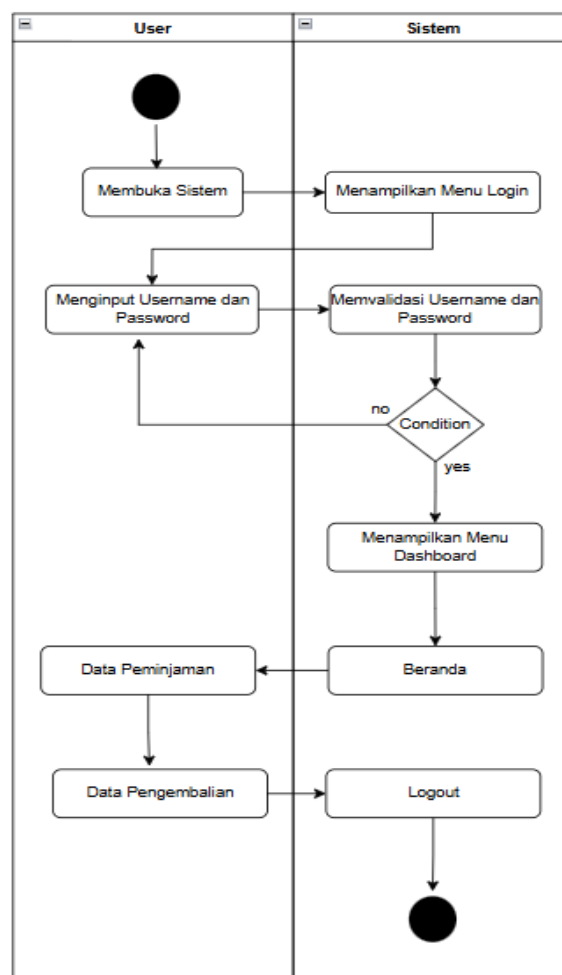 User
Sistem
Membuka Sistem
Menampilkan Menu Login
Menginput Username dan
Password
Memvalidasi Username dan
Password
no
Condition
yes
Menampilkan Menu
Dashboard
Data Peminjaman
Beranda
Data Pengembalian
Logout